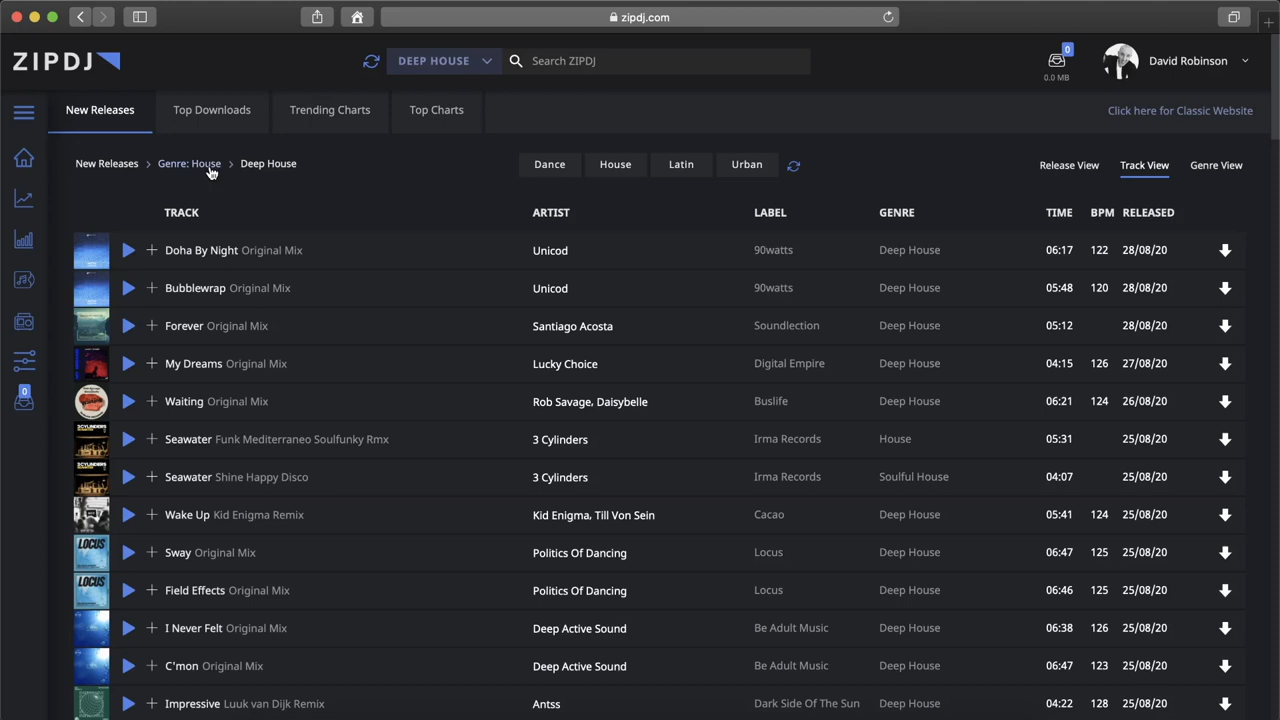 zipdj.com
ZIPDJ
DEEP HOUSE
Search ZIPDJ
0
0.0 MB
David Robinson
New Releases
Top Downloads
Trending Charts
Top Charts
Click here for Classic Website
New Releases > Genre: House > Deep House
Dance
House
Latin
Urban
Release View
Track View
Genre View
TRACK ARTIST LABEL GENRE TIME BPM RELEASED
Doha By Night Original Mix Unicod 90watts Deep House 06:17 122 28/08/20
Bubblewrap Original Mix Unicod 90watts Deep House 05:48 120 28/08/20
Forever Original Mix Santiago Acosta Soundlection Deep House 05:12 28/08/20
My Dreams Original Mix Lucky Choice Digital Empire Deep House 04:15 126 27/08/20
Waiting Original Mix Rob Savage, Daisybelle Buslife Deep House 06:21 124 26/08/20
0
3CYLINDERS
Seawater Funk Mediterraneo Soulfunky Rmx 3 Cylinders Irma Records House 05:31 25/08/20
3CYLINDERS
Seawater Shine Happy Disco 3 Cylinders Irma Records Soulful House 04:07 25/08/20
Wake Up Kid Enigma Remix Kid Enigma, Till Von Sein Cacao Deep House 05:41 124 25/08/20
LOCUS
Sway Original Mix Politics Of Dancing Locus Deep House 06:47 125 25/08/20
LOCUS
Field Effects Original Mix Politics Of Dancing Locus Deep House 06:46 125 25/08/20
I Never Felt Original Mix Deep Active Sound Be Adult Music Deep House 06:38 126 25/08/20
C'mon Original Mix Deep Active Sound Be Adult Music Deep House 06:47 123 25/08/20
Impressive Luuk van Dijk Remix Antss Dark Side Of The Sun Deep House 04:22 128 25/08/20